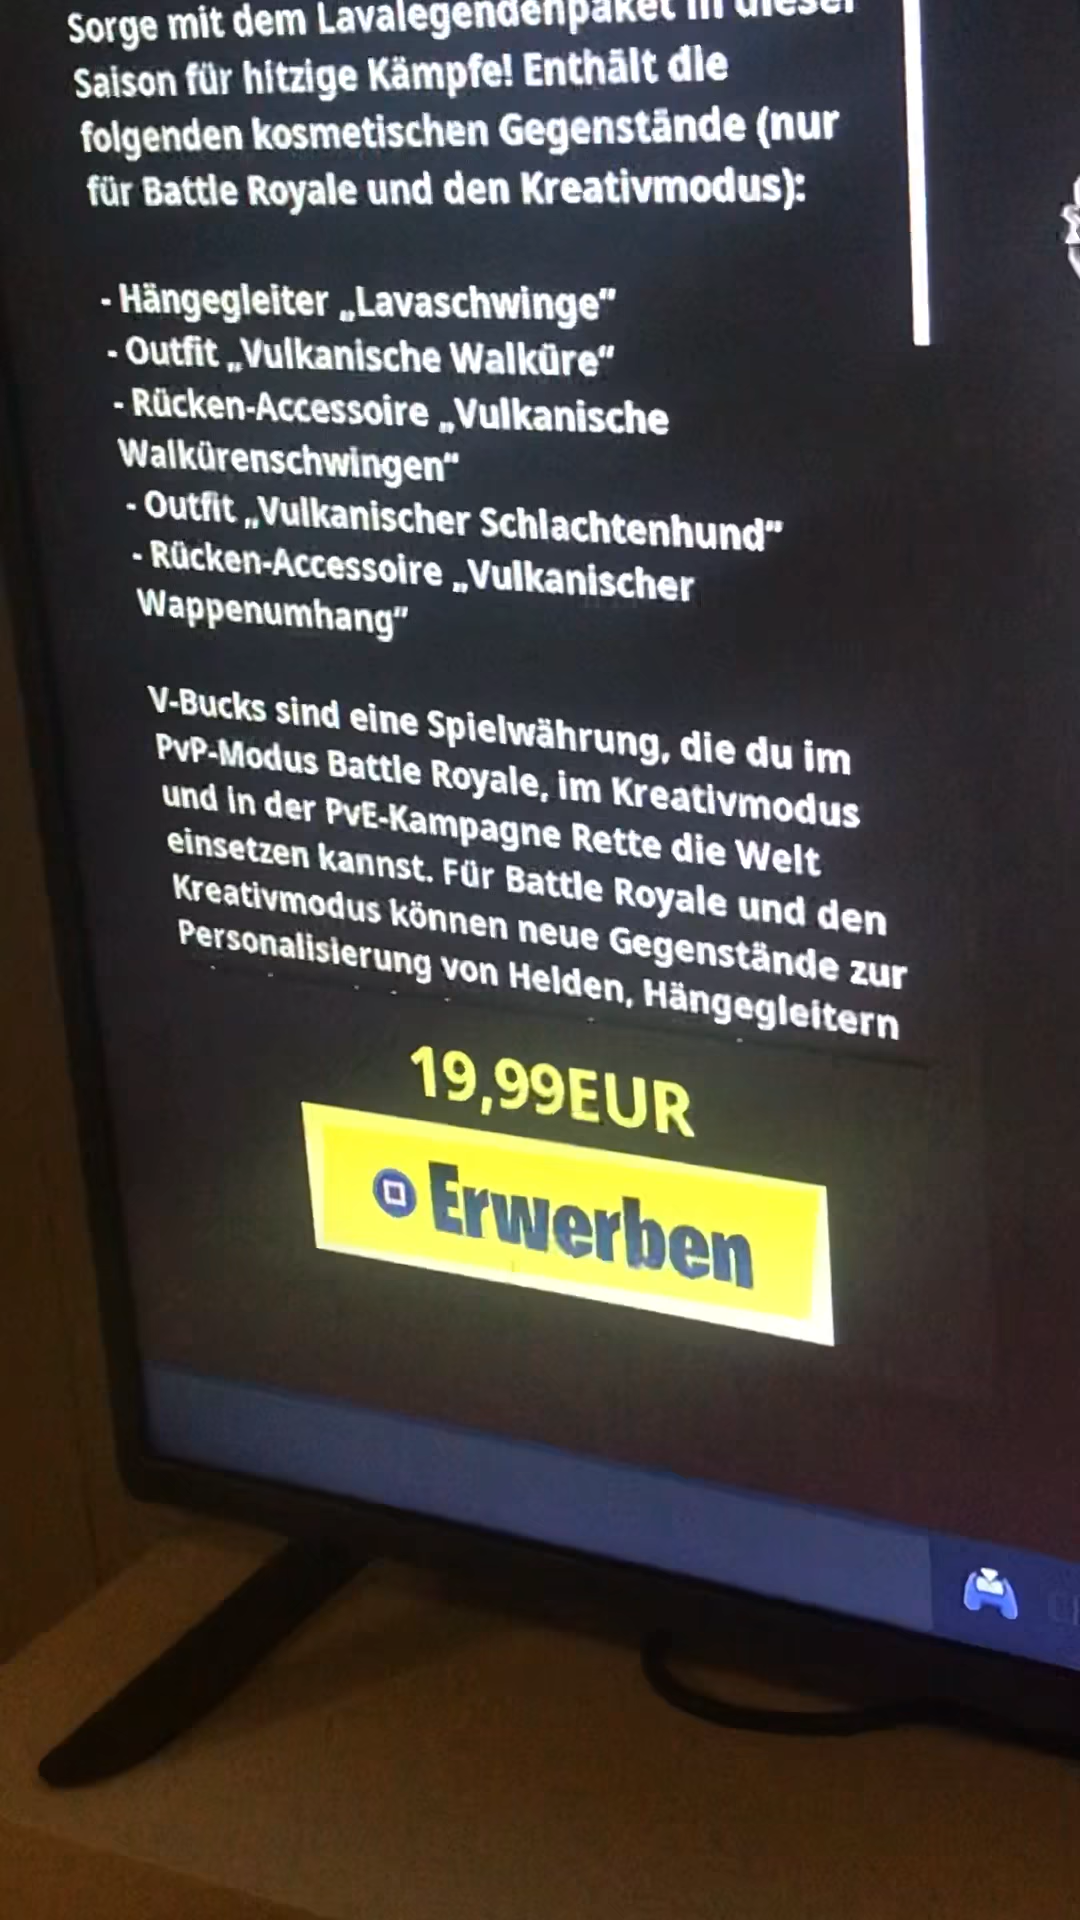 Sorge mit dem Lavalegendenpaket in dieser
Saison für hitzige Kämpfe! Enthält die
folgenden kosmetischen Gegenstände (nur
für Battle Royale und den Kreativmodus):
- Hängegleiter „Lavaschwinge“
- Outfit „Vulkanische Walküre“
- Rücken-Accessoire „Vulkanische
Walkürenschwingen“
- Outfit „Vulkanischer Schlachtenhund“
- Rücken-Accessoire „Vulkanischer
Wappenumhang“
V-Bucks sind eine Spielwährung, die du im
PvP-Modus Battle Royale, im Kreativmodus
und in der PvE-Kampagne Rette die Welt
einsetzen kannst. Für Battle Royale und den
Kreativmodus können neue Gegenstände zur
Personalisierung von Helden, Hängegleitern
19,99EUR
Erwerben